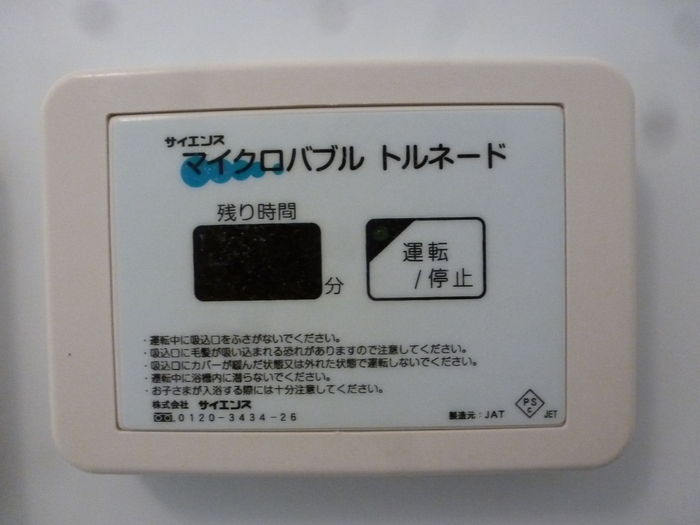 サイエンス
マイクロバブル トルネード
残り時間
分
運転
/停止
・運転中に吸込口をふさがないでください。
・吸込口に毛髪が吸い込まれる恐れがありますので注意してください。
・吸込口にカバーが緩んだ状態又は外れた状態で運転しないでください。
・運転中に浴槽内に潜らないでください。
・お子さまが入浴する際には十分注意してください。
株式会社 サイエンス
0120-3434-26
製造元:JAT
PS
C
JET